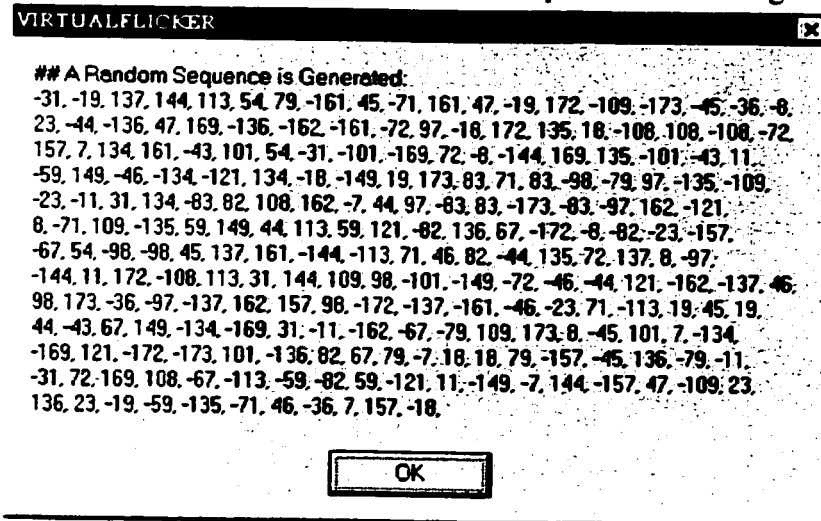 VIRTUALFLICKER
## A Random Sequence is Generated:
-31, -19, 137, 144, 113, 54, 79, -161, 45, -71, 161, 47, -19, 172, -109, -173, -45, -36, -8,
23, -44, -136, 47, 169, -136, -162, -161, -72, 97, -18, 172, 135, 18, -108, 108, -108, -72,
157, 7, 134, 161, -43, 101, 54, -31, -101, -169, 72, -8, -144, 169, 135, -101, -43, 11,
-59, 149, -46, -134, -121, 134, -18, -149, 19, 173, 83, 71, 83, -98, -79, 97, -135, -109,
-23, -11, 31, 134, -83, 82, 108, 162, -7, 44, 97, -83, 83, -173, -83, -97, 162, -121,
8, -71, 109, -135, 59, 149, 44, 113, 59, 121, -82, 136, 67, -172, -8, -82, -23, -157,
-67, 54, -98, -98, 45, 137, 161, -144, -113, 71, 46, 82, -44, 135, 72, 137, 8, -97,
-144, 11, 172, -108, 113, 31, 144, 109, 98, -101, -149, -72, -46, -44, 121, -162, -137, 46,
98, 173, -36, -97, -137, 162, 157, 98, -172, -137, -161, -46, -23, 71, -113, 19, 45, 19,
44, -43, 67, 149, -134, -169, 31, -11, -162, -67, -79, 109, 173, 8, -45, 101, 7, -134,
-169, 121, -172, -173, 101, -136, 82, 67, 79, -7, 18, 18, 79, -157, -45, 136, -79, -11,
-31, 72, 169, 108, -67, -113, -59, -82, 59, -121, 11, -149, -7, 144, -157, 47, -109, 23,
136, 23, -19, -59, -135, -71, 46, -36, 7, 157, -18,
OK